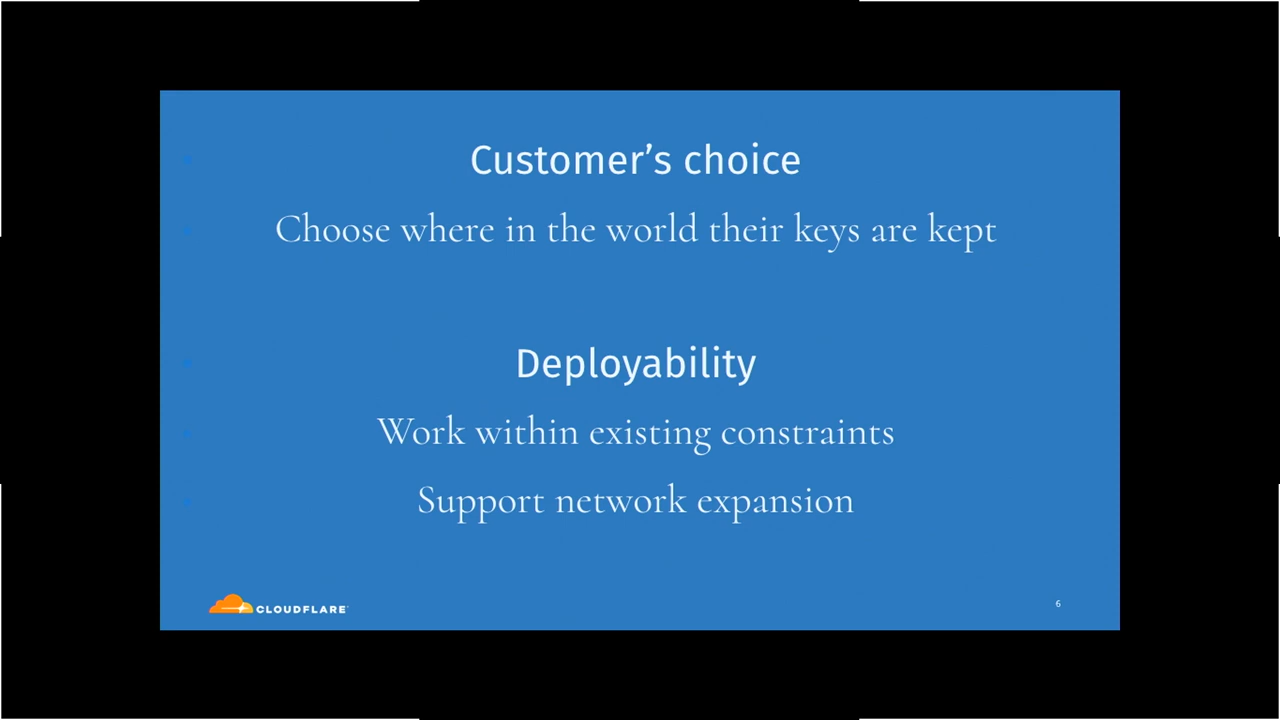 Customer’s choice
Choose where in the world their keys are kept
Deployability
Work within existing constraints
Support network expansion
CLOUDFLARE
6